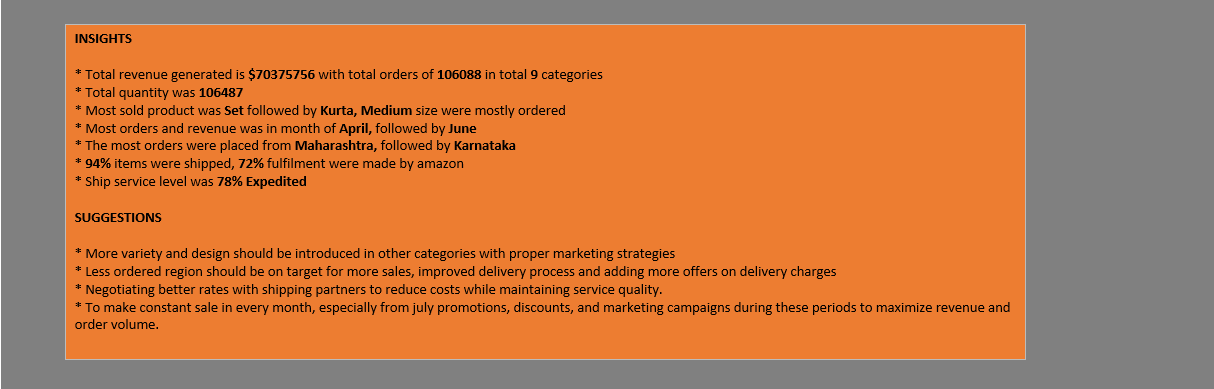 INSIGHTS
* Total revenue generated is $70375756 with total orders of 106088 in total 9 categories
* Total quantity was 106487
* Most sold product was Set followed by Kurta, Medium size were mostly ordered
* Most orders and revenue was in month of April, followed by June
* The most orders were placed from Maharashtra, followed by Karnataka
* 94% items were shipped, 72% fulfilment were made by amazon
* Ship service level was 78% Expedited
SUGGESTIONS
* More variety and design should be introduced in other categories with proper marketing strategies
* Less ordered region should be on target for more sales, improved delivery process and adding more offers on delivery charges
* Negotiating better rates with shipping partners to reduce costs while maintaining service quality.
* To make constant sale in every month, especially from july promotions, discounts, and marketing campaigns during these periods to maximize revenue and
order volume.